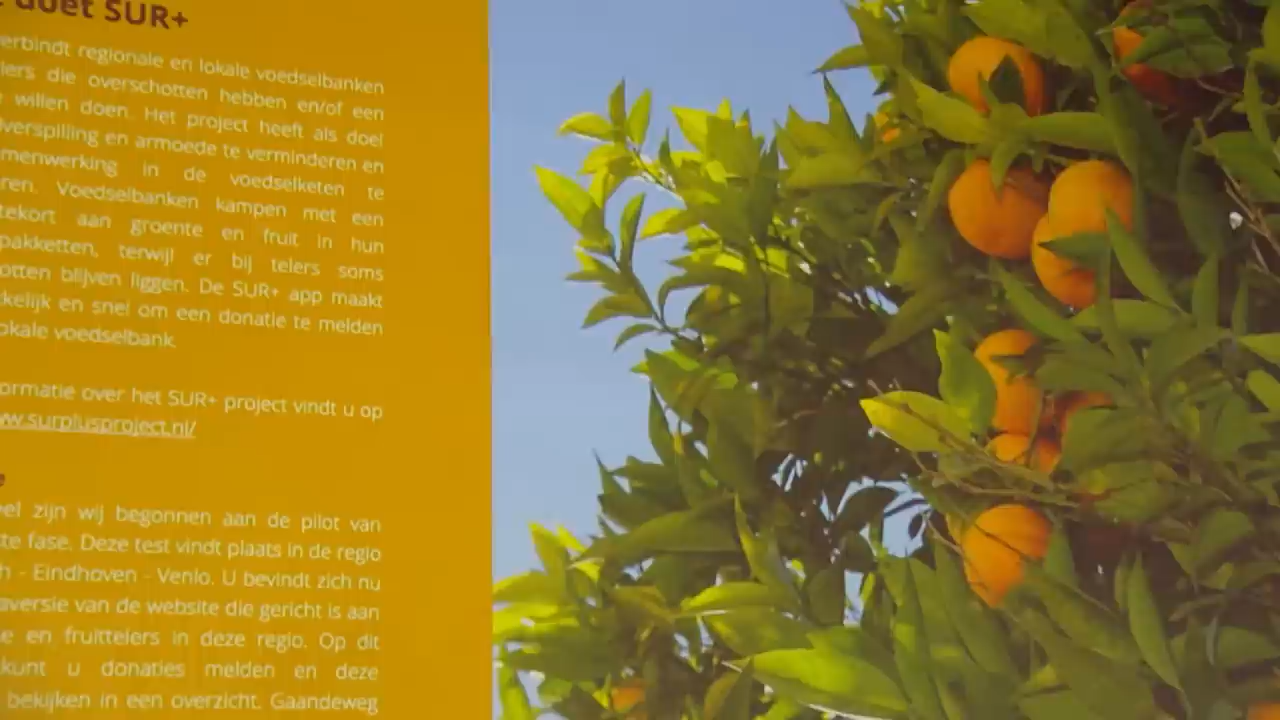 doet SUR+
erbindt regionale en lokale voedselbanken
lers die overschotten hebben en/of een
willen doen. Het project heeft als doel
lverspilling en armoede te verminderen en
menwerking in de voedselketen te
ren. Voedselbanken kampen met een
tekort aan groente en fruit in hun
pakketten, terwijl er bij telers soms
otten blijven liggen. De SUR+ app maakt
kelijk en snel om een donatie te melden
okale voedselbank.
ormatie over het SUR+ project vindt u op
ww.surplusproject.nl/
e
el zijn wij begonnen aan de pilot van
te fase. Deze test vindt plaats in de regio
h - Eindhoven - Venlo. U bevindt zich nu
aversie van de website die gericht is aan
e en fruittelers in deze regio. Op dit
kunt u donaties melden en deze
bekijken in een overzicht. Gaandeweg